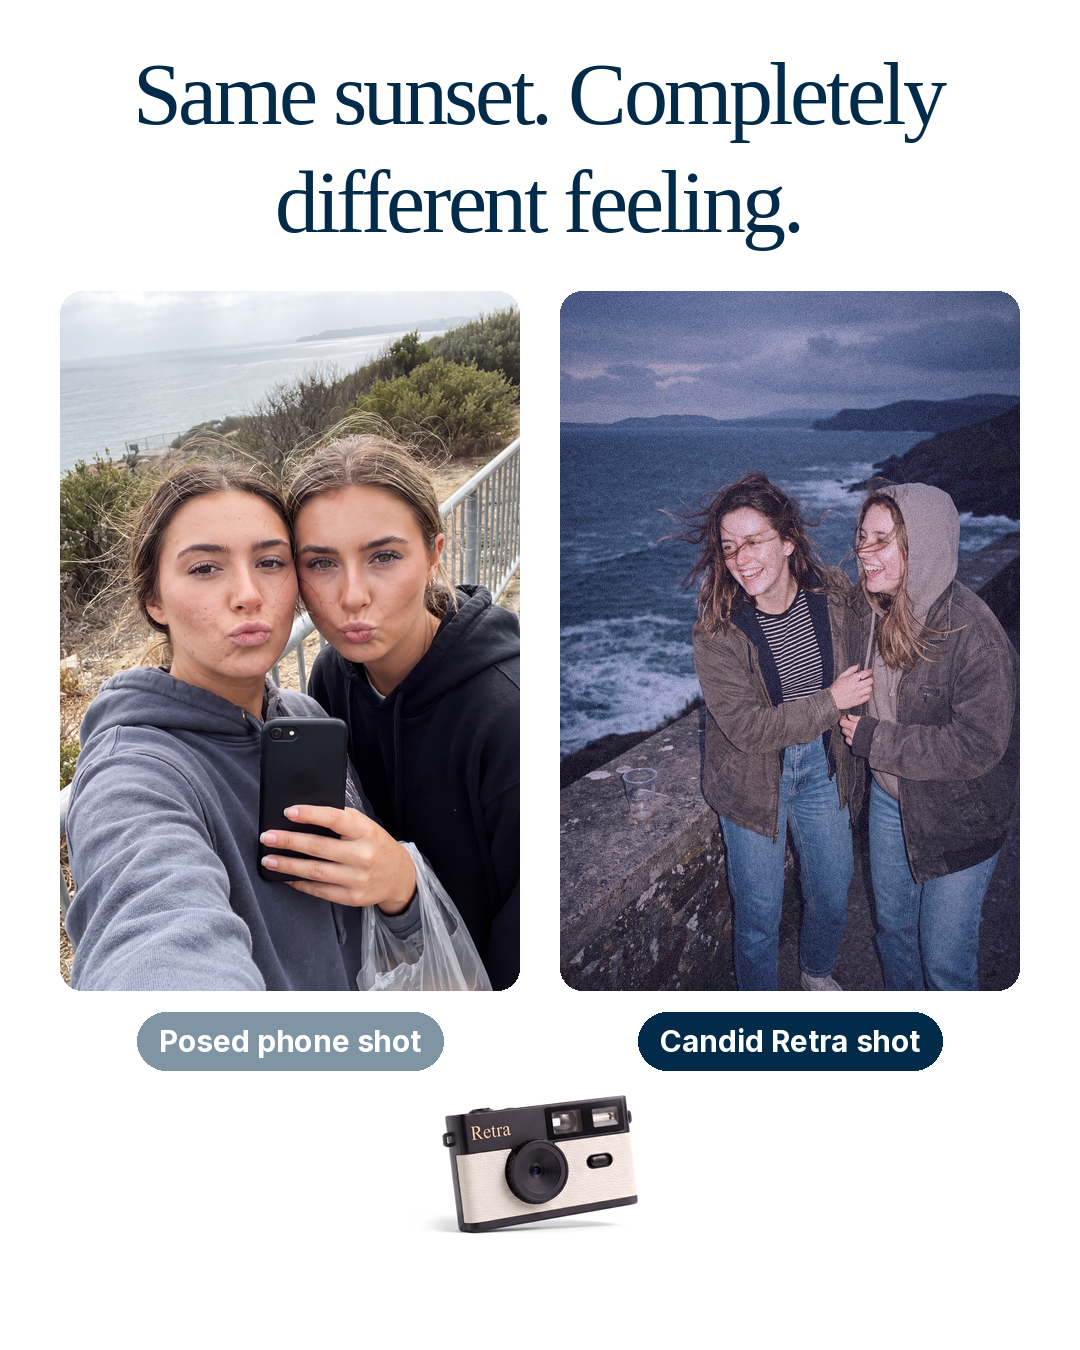 Same sunset. Completely
different feeling.
Posed phone shot
Candid Retra shot
Retra